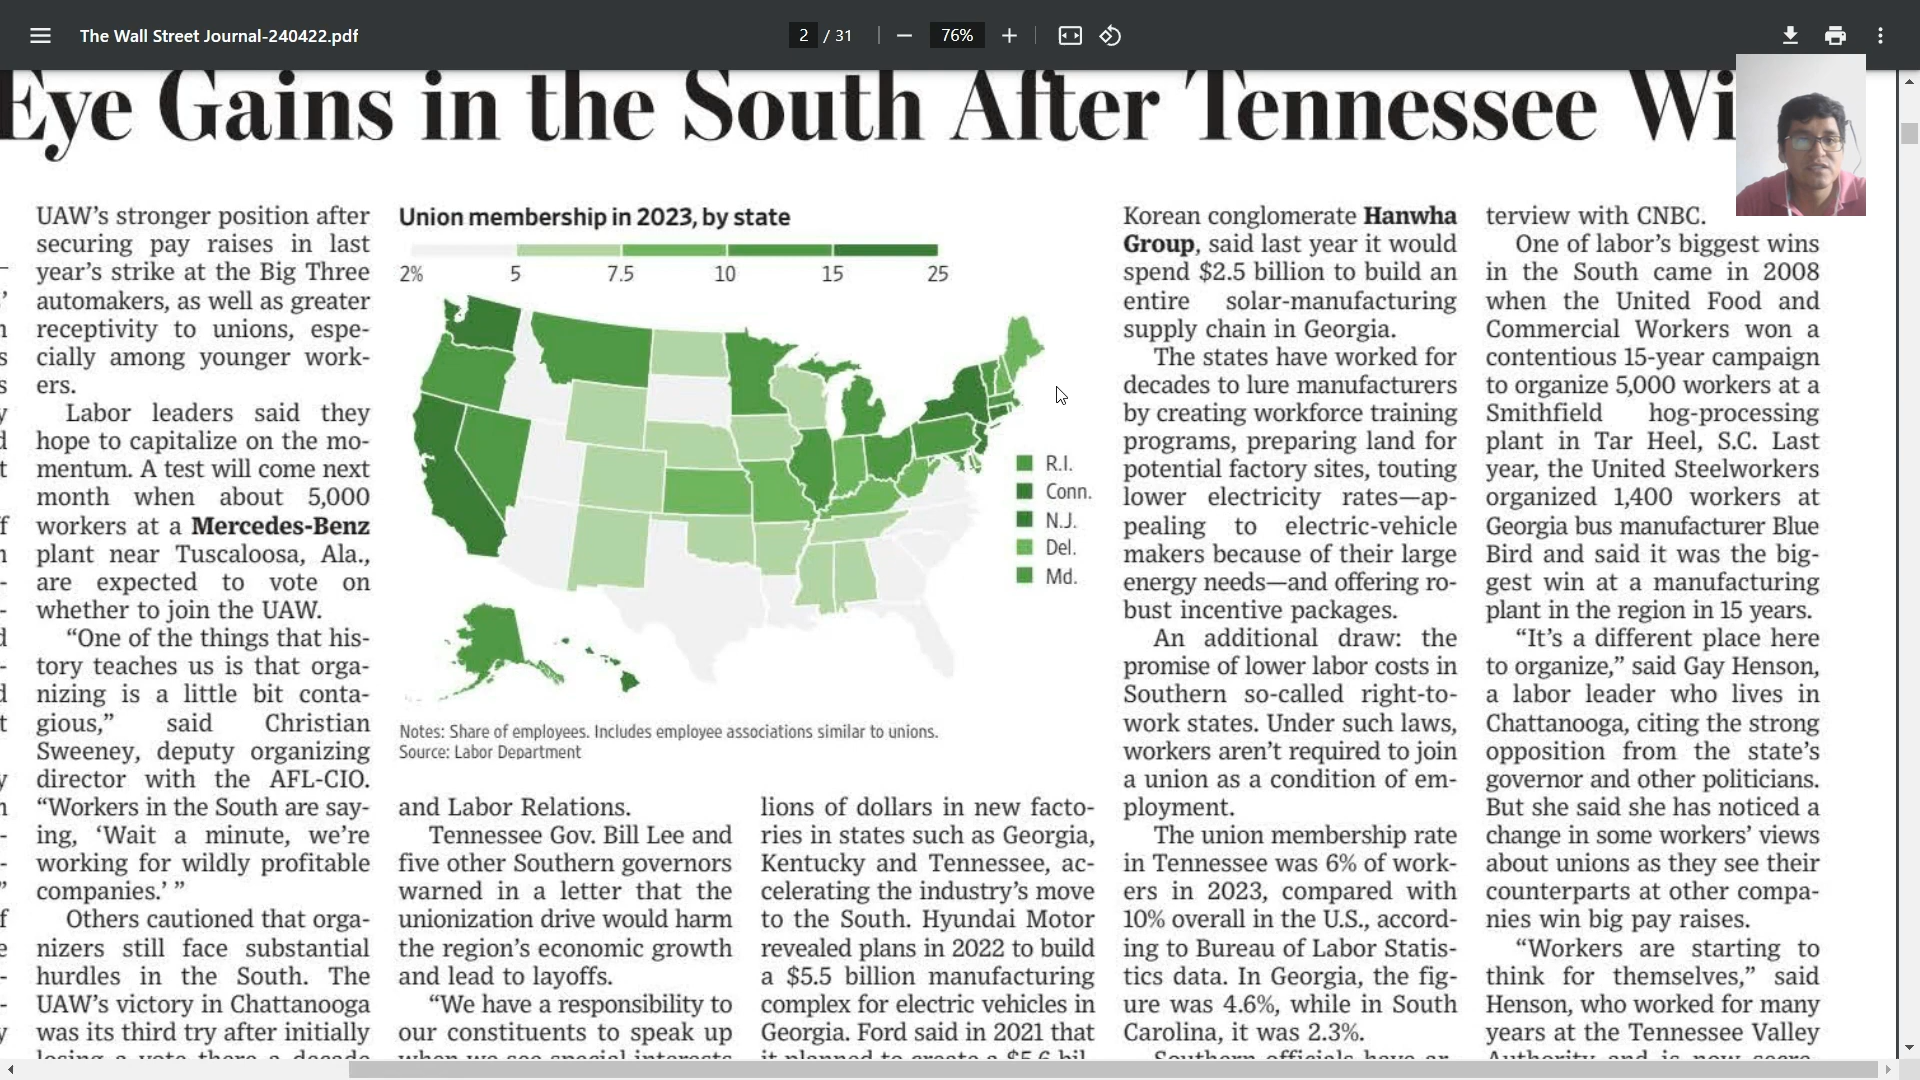 The Wall Street Journal-240422.pdf
2 / 31
76%
Eye Gains in the South After Tennessee Wi
UAW’s stronger position after
securing pay raises in last
year’s strike at the Big Three
automakers, as well as greater
receptivity to unions, espe-
cially among younger work-
ers.
Labor leaders said they
hope to capitalize on the mo-
mentum. A test will come next
month when about 5,000
workers at a Mercedes-Benz
plant near Tuscaloosa, Ala.,
are expected to vote on
whether to join the UAW.
“One of the things that his-
tory teaches us is that orga-
nizing is a little bit conta-
gious,” said Christian
Sweeney, deputy organizing
director with the AFL-CIO.
“Workers in the South are say-
ing, ‘Wait a minute, we’re
working for wildly profitable
companies.’ ”
Others cautioned that orga-
nizers still face substantial
hurdles in the South. The
UAW’s victory in Chattanooga
was its third try after initially
losing a vote there a decade
Union membership in 2023, by state
2% 5 7.5 10 15 25
R.I.
Conn.
N.J.
Del.
Md.
Notes: Share of employees. Includes employee associations similar to unions.
Source: Labor Department
and Labor Relations.
Tennessee Gov. Bill Lee and
five other Southern governors
warned in a letter that the
unionization drive would harm
the region’s economic growth
and lead to layoffs.
“We have a responsibility to
our constituents to speak up
when we see special interests
lions of dollars in new facto-
ries in states such as Georgia,
Kentucky and Tennessee, ac-
celerating the industry’s move
to the South. Hyundai Motor
revealed plans in 2022 to build
a $5.5 billion manufacturing
complex for electric vehicles in
Georgia. Ford said in 2021 that
it planned to create a $5.6 bil-
Korean conglomerate Hanwha
Group, said last year it would
spend $2.5 billion to build an
entire solar-manufacturing
supply chain in Georgia.
The states have worked for
decades to lure manufacturers
by creating workforce training
programs, preparing land for
potential factory sites, touting
lower electricity rates—ap-
pealing to electric-vehicle
makers because of their large
energy needs—and offering ro-
bust incentive packages.
An additional draw: the
promise of lower labor costs in
Southern so-called right-to-
work states. Under such laws,
workers aren’t required to join
a union as a condition of em-
ployment.
The union membership rate
in Tennessee was 6% of work-
ers in 2023, compared with
10% overall in the U.S., accord-
ing to Bureau of Labor Statis-
tics data. In Georgia, the fig-
ure was 4.6%, while in South
Carolina, it was 2.3%.
Southern officials have ar-
terview with CNBC.
One of labor’s biggest wins
in the South came in 2008
when the United Food and
Commercial Workers won a
contentious 15-year campaign
to organize 5,000 workers at a
Smithfield hog-processing
plant in Tar Heel, S.C. Last
year, the United Steelworkers
organized 1,400 workers at
Georgia bus manufacturer Blue
Bird and said it was the big-
gest win at a manufacturing
plant in the region in 15 years.
“It’s a different place here
to organize,” said Gay Henson,
a labor leader who lives in
Chattanooga, citing the strong
opposition from the state’s
governor and other politicians.
But she said she has noticed a
change in some workers’ views
about unions as they see their
counterparts at other compa-
nies win big pay raises.
“Workers are starting to
think for themselves,” said
Henson, who worked for many
years at the Tennessee Valley
Authority and is now secre-